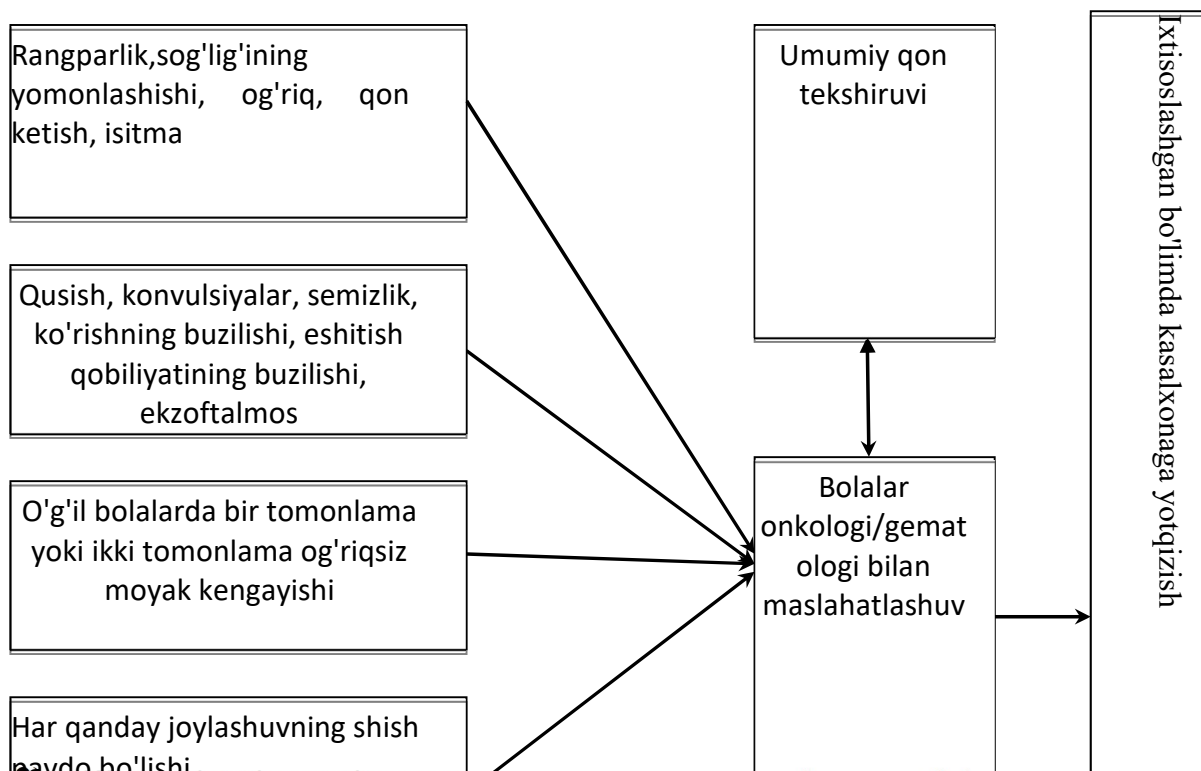 Rangparlik,sog'lig'ining
yomonlashishi, og'riq, qon
ketish, isitma
Qusish, konvulsiyalar, semizlik,
ko'rishning buzilishi, eshitish
qobiliyatining buzilishi,
ekzoftalmos
O'g'il bolalarda bir tomonlama
yoki ikki tomonlama og'riqsiz
moyak kengayishi
Har qanday joylashuvning shish
paydo bo'lishi
Umumiy qon
tekshiruvi
Bolalar
onkologi/gemat
ologi bilan
maslahatlashuv
Ixtisoslashgan bo'limda kasalxonaga yotqizish